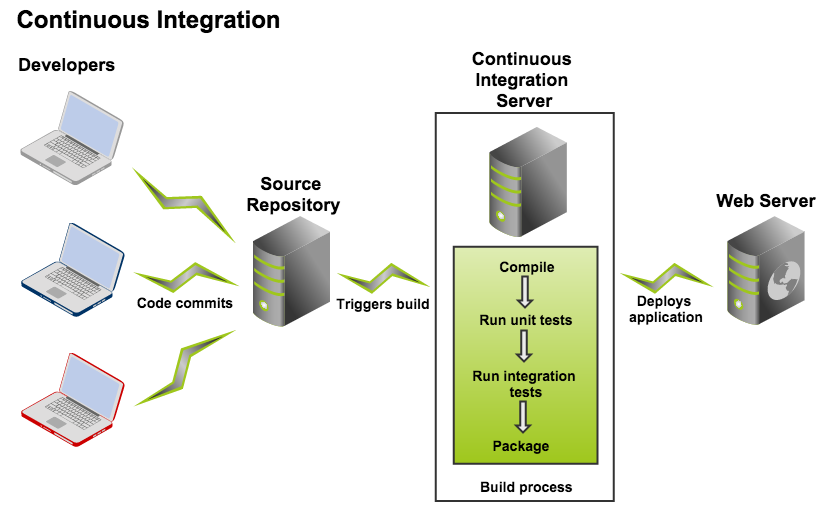 Continuous Integration
Developers
Continuous
Integration
Server
Source
Repository
Web Server
Code commits
Triggers build
Compile
Run unit tests
Run integration
tests
Package
Build process
Deploys
application